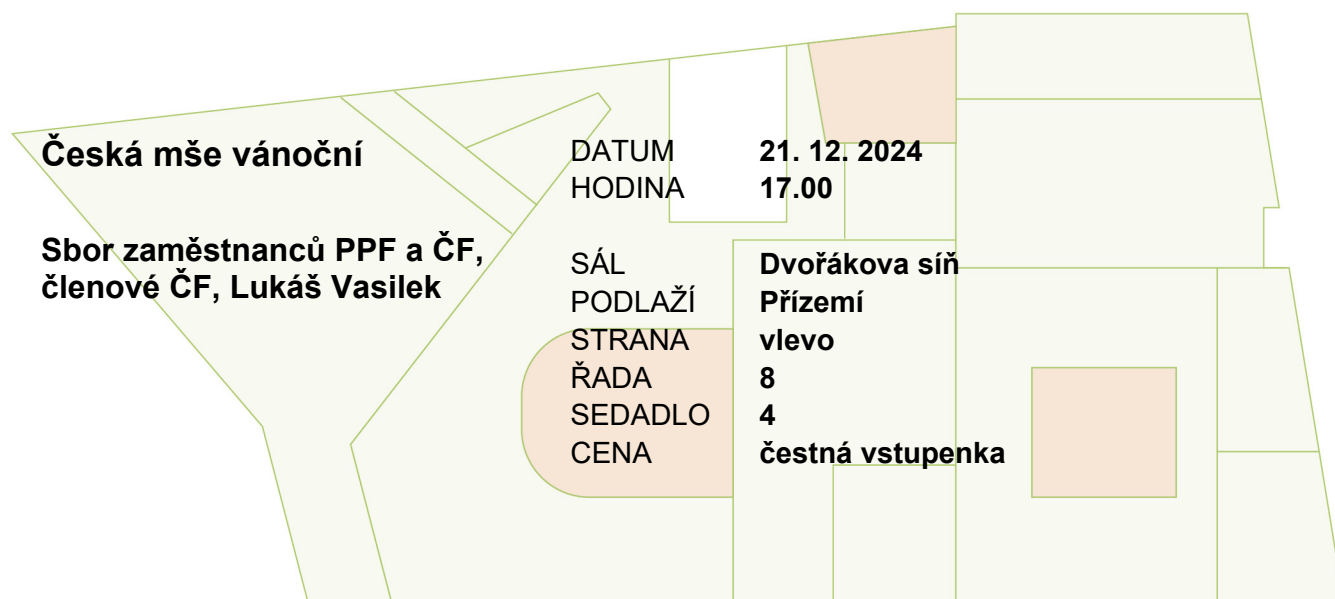 Česká mše vánoční
Sbor zaměstnanců PPF a ČF,
členové ČF, Lukáš Vasilek
DATUM 21. 12. 2024
HODINA 17.00
SÁL Dvořákova síň
PODLAŽÍ Přízemí
STRANA vlevo
ŘADA 8
SEDADLO 4
CENA čestná vstupenka